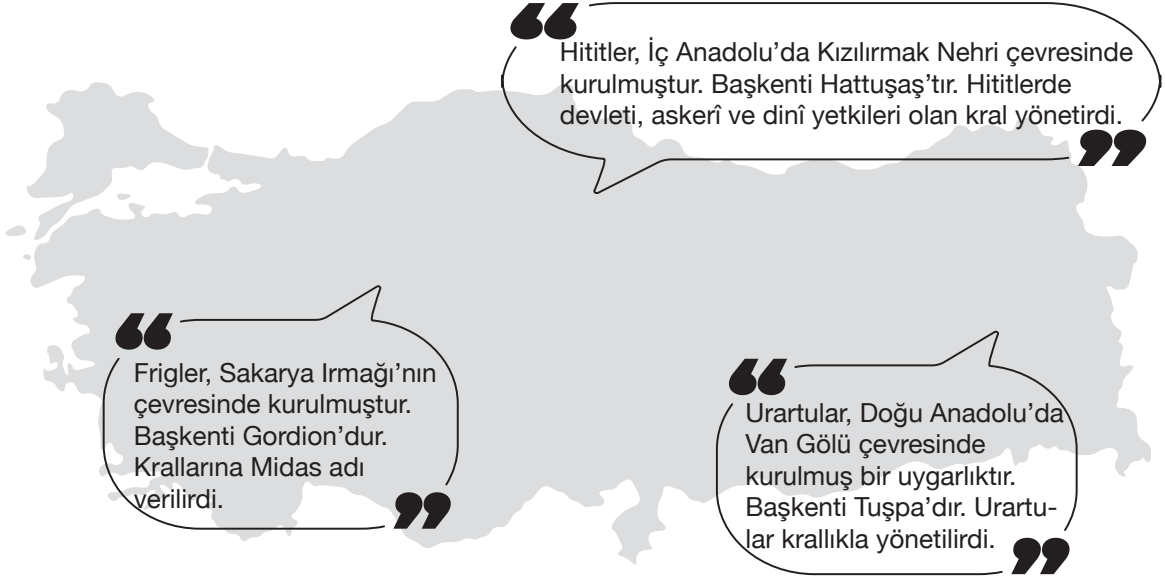 Hititler, İç Anadolu’da Kızılırmak Nehri çevresinde
kurulmuştur. Başkenti Hattuşaş’tır. Hititlerde
devleti, askerî ve dinî yetkileri olan kral yönetirdi.
Frigler, Sakarya Irmağı’nın
çevresinde kurulmuştur.
Başkenti Gordion’dur.
Krallarına Midas adı
verilirdi.
Urartular, Doğu Anadolu’da
Van Gölü çevresinde
kurulmuş bir uygarlıktır.
Başkenti Tuşpa’dır. Urartu-
lar krallıkla yönetilirdi.